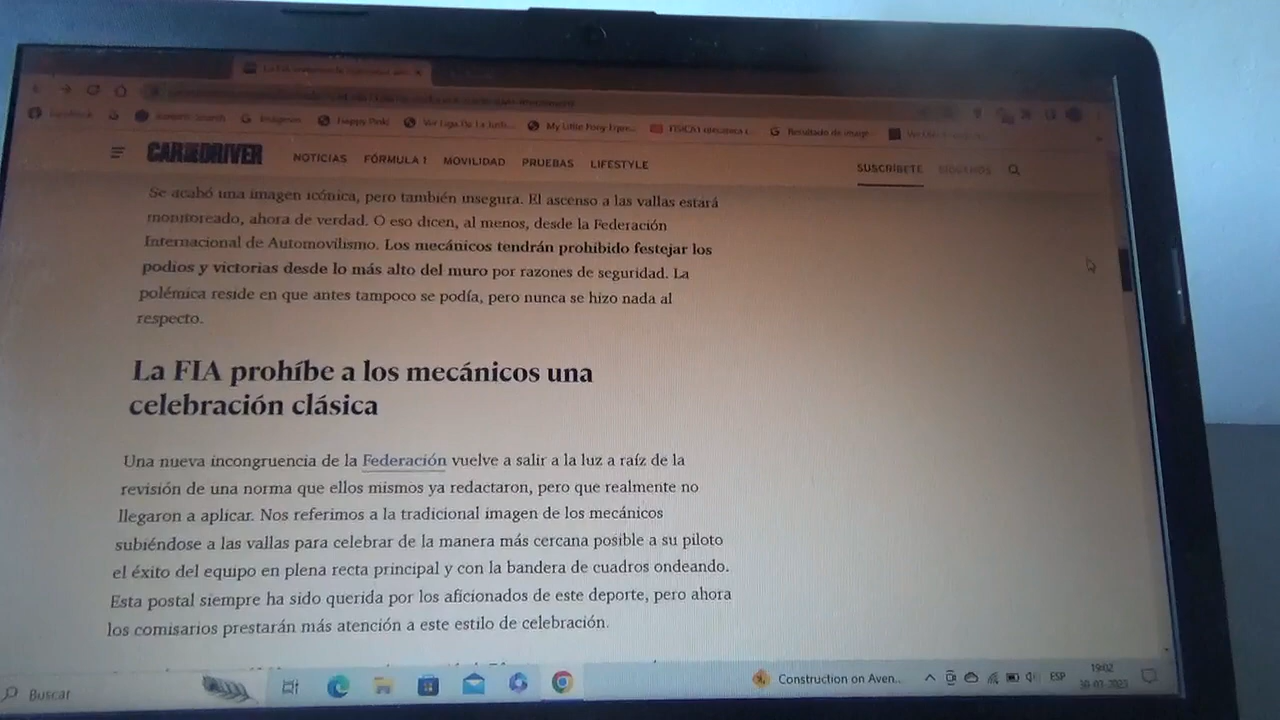 CAR AND DRIVER
NOTICIAS FÓRMULA 1 MOVILIDAD PRUEBAS LIFESTYLE SUSCRÍBETE SÍGUENOS
Se acabó una imagen icónica, pero también insegura. El ascenso a las vallas estará
monitoreado, ahora de verdad. O eso dicen, al menos, desde la Federación
Internacional de Automovilismo. Los mecánicos tendrán prohibido festejar los
podios y victorias desde lo más alto del muro por razones de seguridad. La
polémica reside en que antes tampoco se podía, pero nunca se hizo nada al
respecto.
La FIA prohíbe a los mecánicos una
celebración clásica
Una nueva incongruencia de la Federación vuelve a salir a la luz a raíz de la
revisión de una norma que ellos mismos ya redactaron, pero que realmente no
llegaron a aplicar. Nos referimos a la tradicional imagen de los mecánicos
subiéndose a las vallas para celebrar de la manera más cercana posible a su piloto
el éxito del equipo en plena recta principal y con la bandera de cuadros ondeando.
Esta postal siempre ha sido querida por los aficionados de este deporte, pero ahora
los comisarios prestarán más atención a este estilo de celebración.
Buscar Construction on Aven... ESP 19:02
30-03-2023